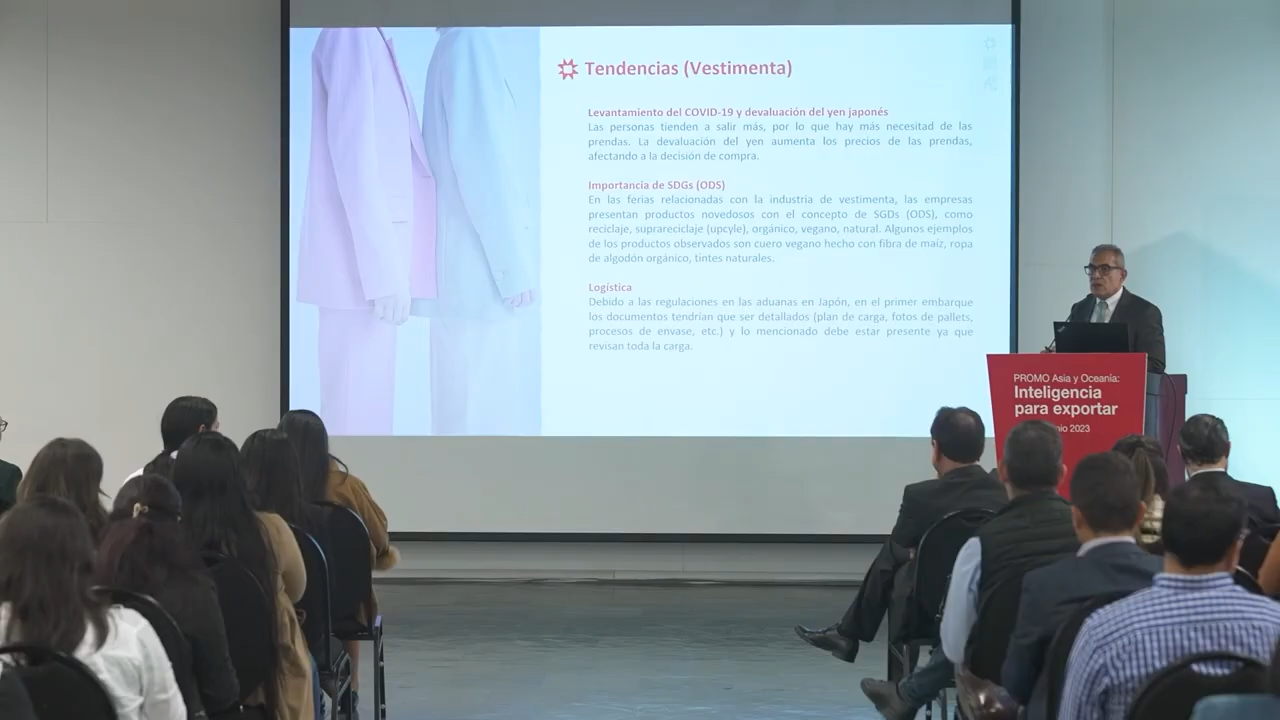 Tendencias (Vestimenta)
Levantamiento del COVID-19 y devaluación del yen japonés
Las personas tienden a salir más, por lo que hay más necesidad de las
prendas. La devaluación del yen aumenta los precios de las prendas,
afectando a la decisión de compra.
Importancia de SDGs (ODS)
En las ferias relacionadas con la industria de vestimenta, las empresas
presentan productos novedosos con el concepto de SGDs (ODS), como
reciclaje, suprareciclaje (upcyle), orgánico, vegano, natural. Algunos ejemplos
de los productos observados son cuero vegano hecho con fibra de maíz, ropa
de algodón orgánico, tintes naturales.
Logística
Debido a las regulaciones en las aduanas en Japón, en el primer embarque
los documentos tendrían que ser detallados (plan de carga, fotos de pallets,
procesos de envase, etc.) y lo mencionado debe estar presente ya que
revisan toda la carga.
PROMO Asia y Oceanía:
Inteligencia
para exportar
2023